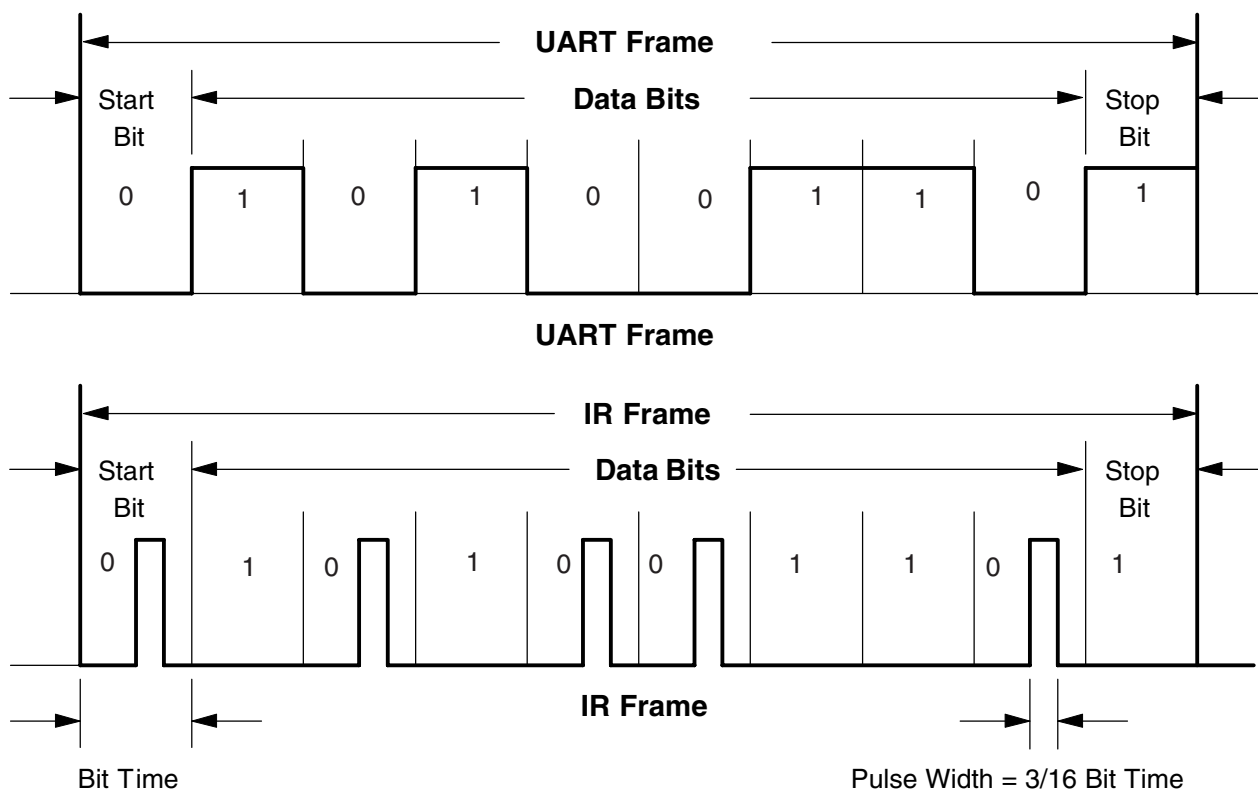 UART Frame
Start Bit
Data Bits
Stop Bit
0 1 0 1 0 0 1 1 0 1
UART Frame
IR Frame
Start Bit
Data Bits
Stop Bit
0 1 0 1 0 0 1 1 0 1
IR Frame
Bit Time
Pulse Width = 3/16 Bit Time